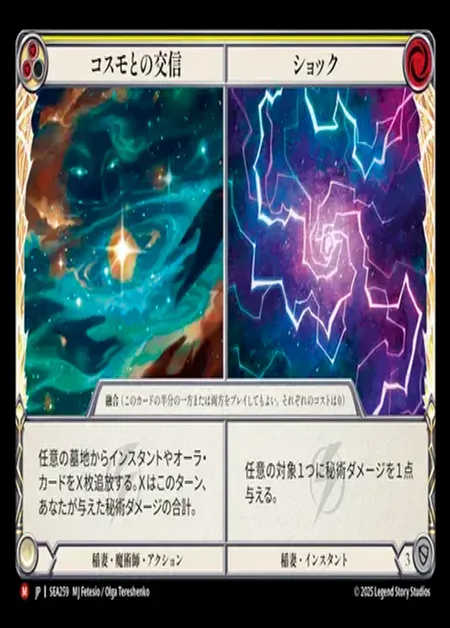 コスモとの交信
ショック
融合(このカードの半分の一方または両方をプレイしてもよい。それぞれのコストは0)
任意の墓地からインスタントやオーラ・
カードをX枚追放する。Xはこのターン、
あなたが与えた秘術ダメージの合計。
任意の対象1つに秘術ダメージを1点
与える。
稲妻・魔術師・アクション
稲妻・インスタント
3
M JP | SEA259 MJ Fetesio / Olga Tereshenko
© 2025 Legend Story Studios